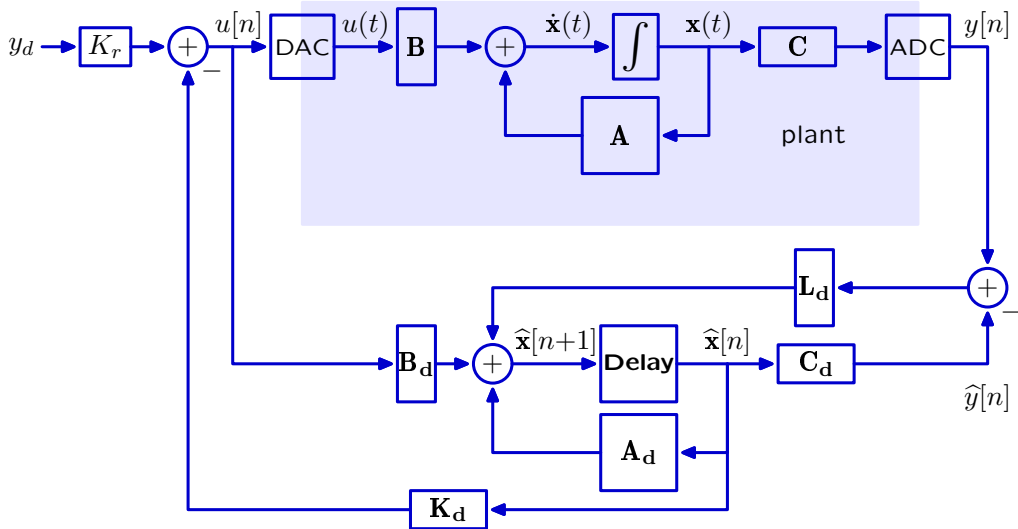 y_d K_r + − u[n] DAC u(t) B + ẋ(t) ∫ x(t) C ADC y[n]
A plant
L_d + −
B_d + x̂[n+1] Delay x̂[n] C_d
ŷ[n]
A_d
K_d